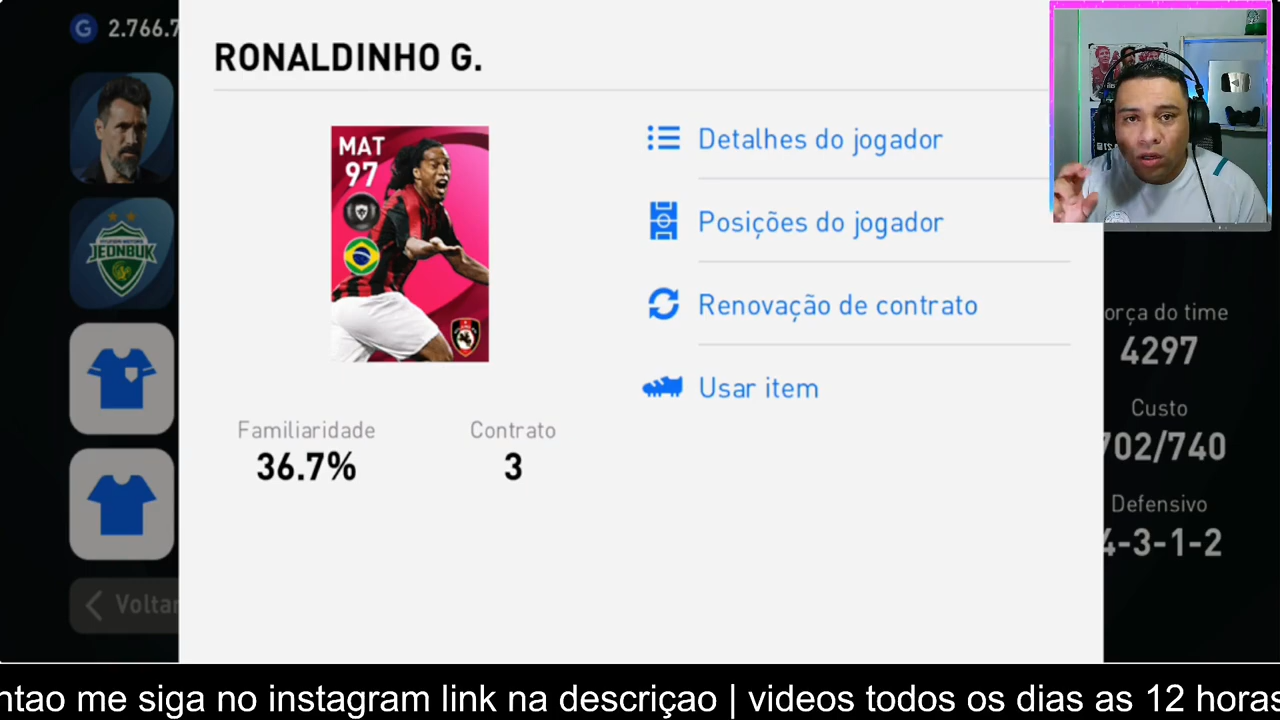 2.766.7
RONALDINHO G.
MAT
97
Detalhes do jogador
Posições do jogador
Renovação de contrato
Usar item
Familiaridade
36.7%
Contrato
3
HYUNDAI MOTORS
JEONBUK
Voltar
orça do time
4297
Custo
702/740
Defensivo
4-3-1-2
ntao me siga no instagram link na descriçao | videos todos os dias as 12 horas